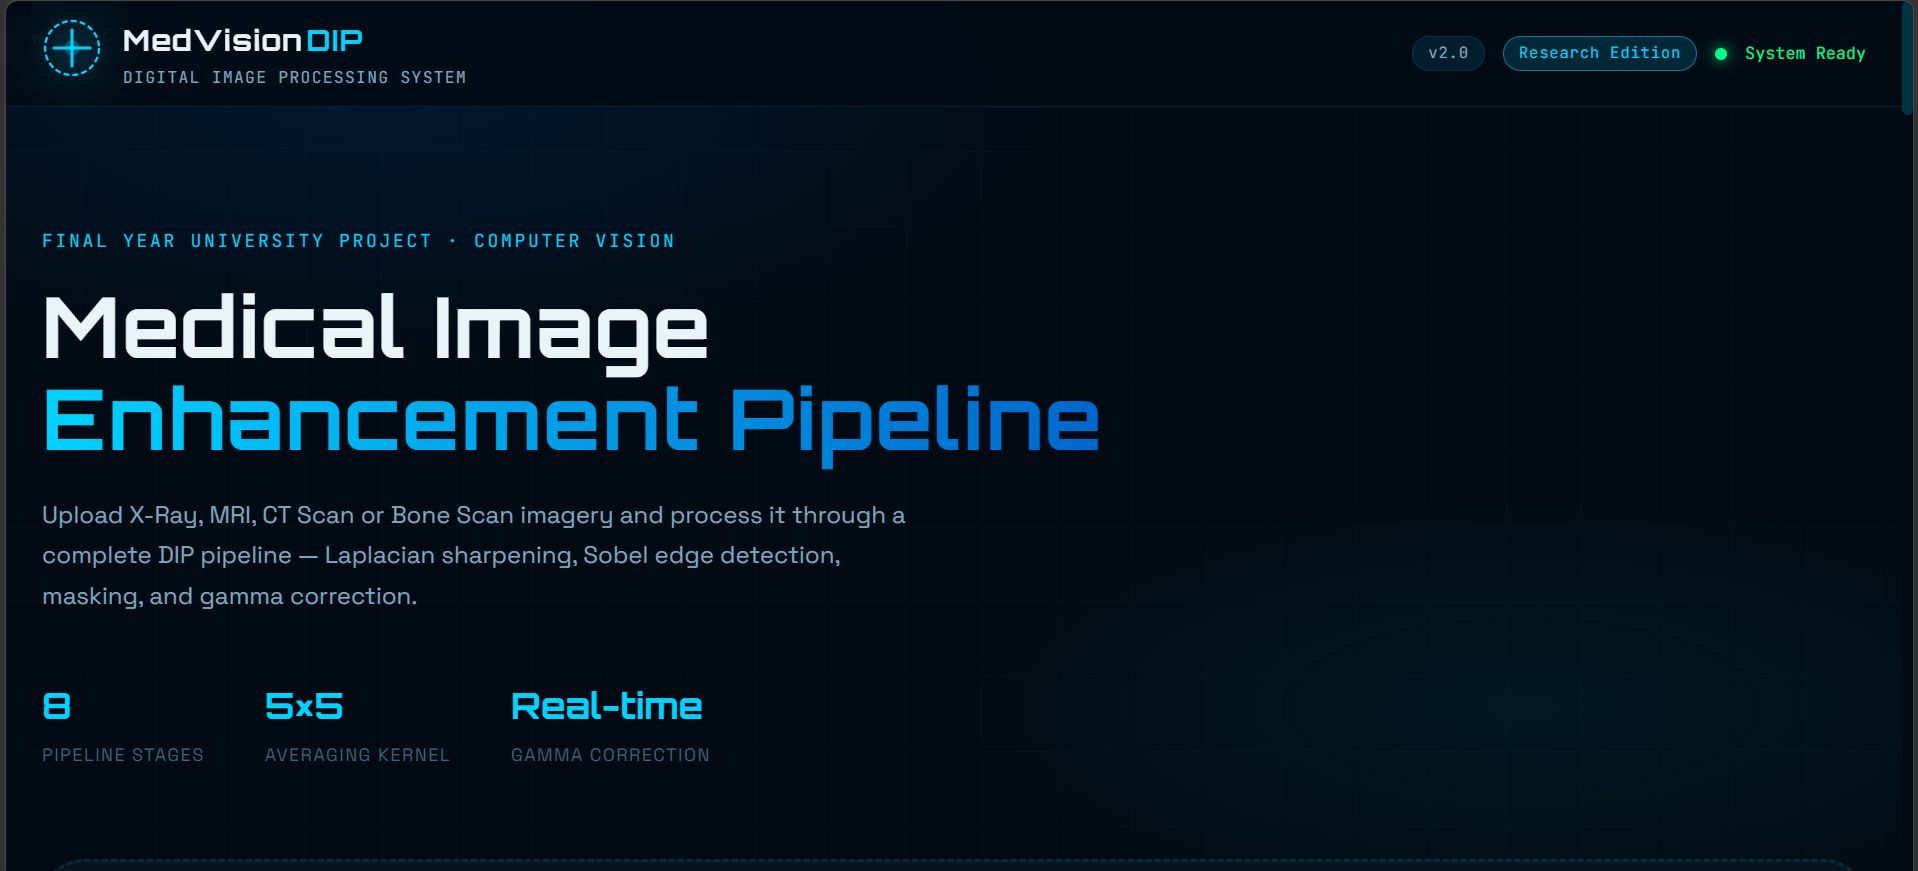 MedVision DIP
DIGITAL IMAGE PROCESSING SYSTEM
v2.0
Research Edition
System Ready
FINAL YEAR UNIVERSITY PROJECT · COMPUTER VISION
Medical Image
Enhancement Pipeline
Upload X-Ray, MRI, CT Scan or Bone Scan imagery and process it through a
complete DIP pipeline — Laplacian sharpening, Sobel edge detection,
masking, and gamma correction.
8
PIPELINE STAGES
5x5
AVERAGING KERNEL
Real-time
GAMMA CORRECTION